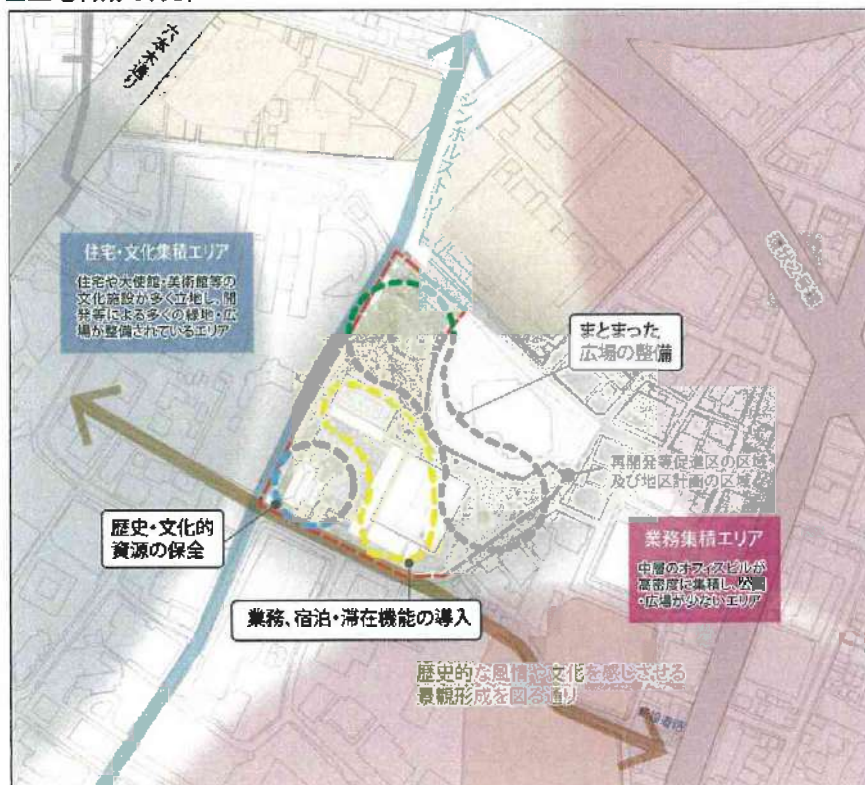 六本木通り
シンボルストリート
住宅・文化集積エリア
住宅や大使館・美術館等の
文化施設が多く立地し、開
発等による多くの緑地・広
場が整備されているエリア
まとまった
広場の整備
再開発等促進区の区域
及び地区計画の区域
歴史・文化的
資源の保全
業務集積エリア
中層のオフィスビルが
高密度に集積し、公園
・広場が少ないエリア
業務、宿泊・滞在機能の導入
歴史的な風情や文化を感じさせる
景観形成を図る通り